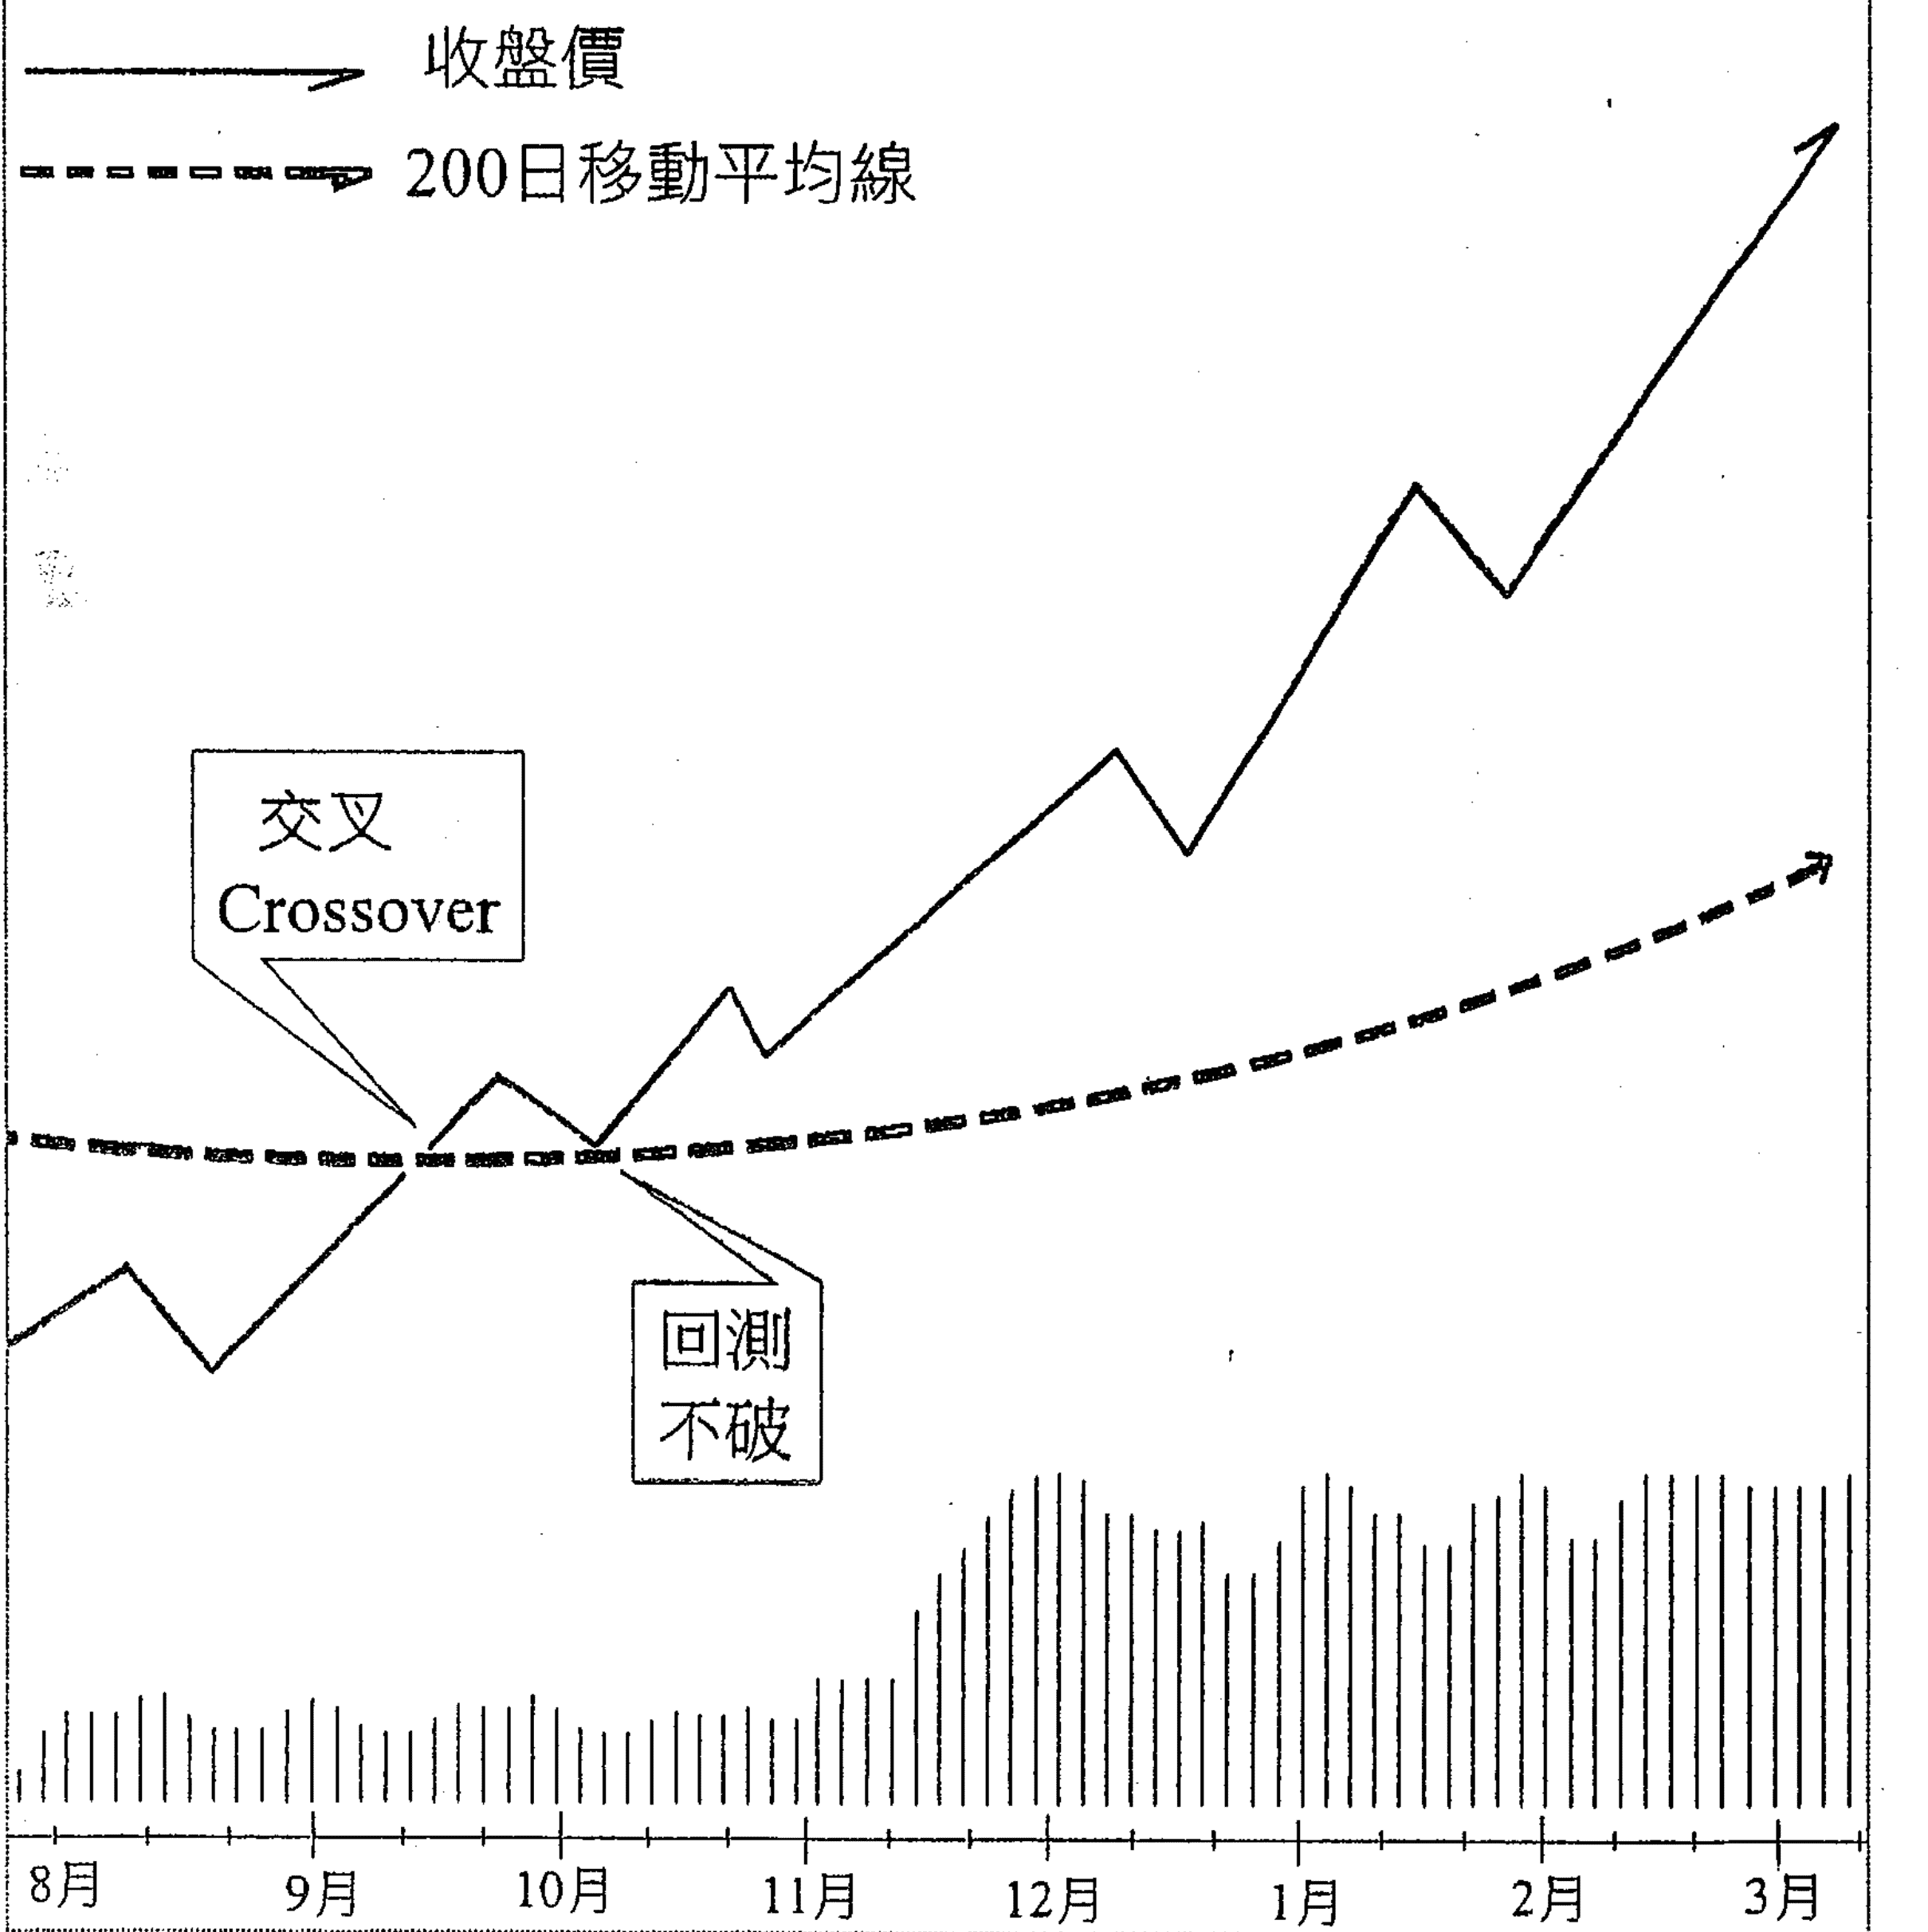 收盤價
200日移動平均線
交叉
Crossover
回測
不破
8月
9月
10月
11月
12月
1月
2月
3月